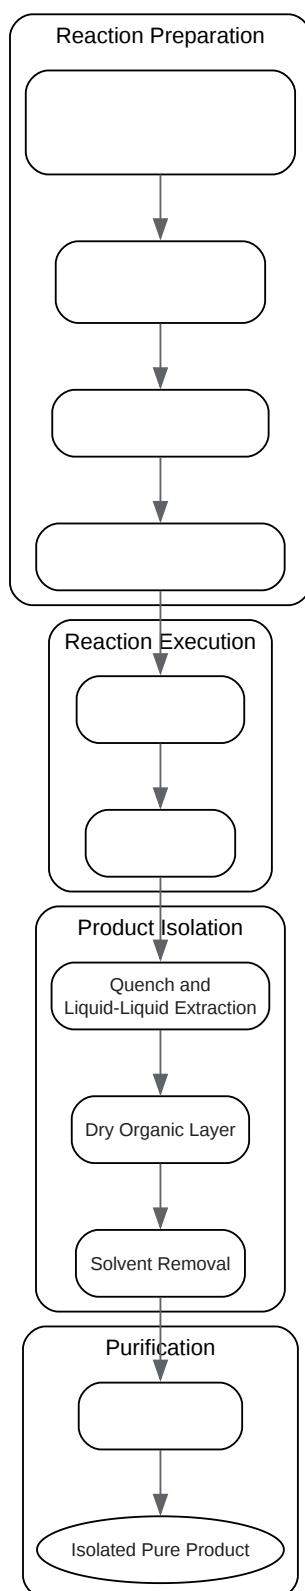 Reaction Preparation
Reaction Execution
Product Isolation
Quench and
Liquid-Liquid Extraction
Dry Organic Layer
Solvent Removal
Purification
Isolated Pure Product